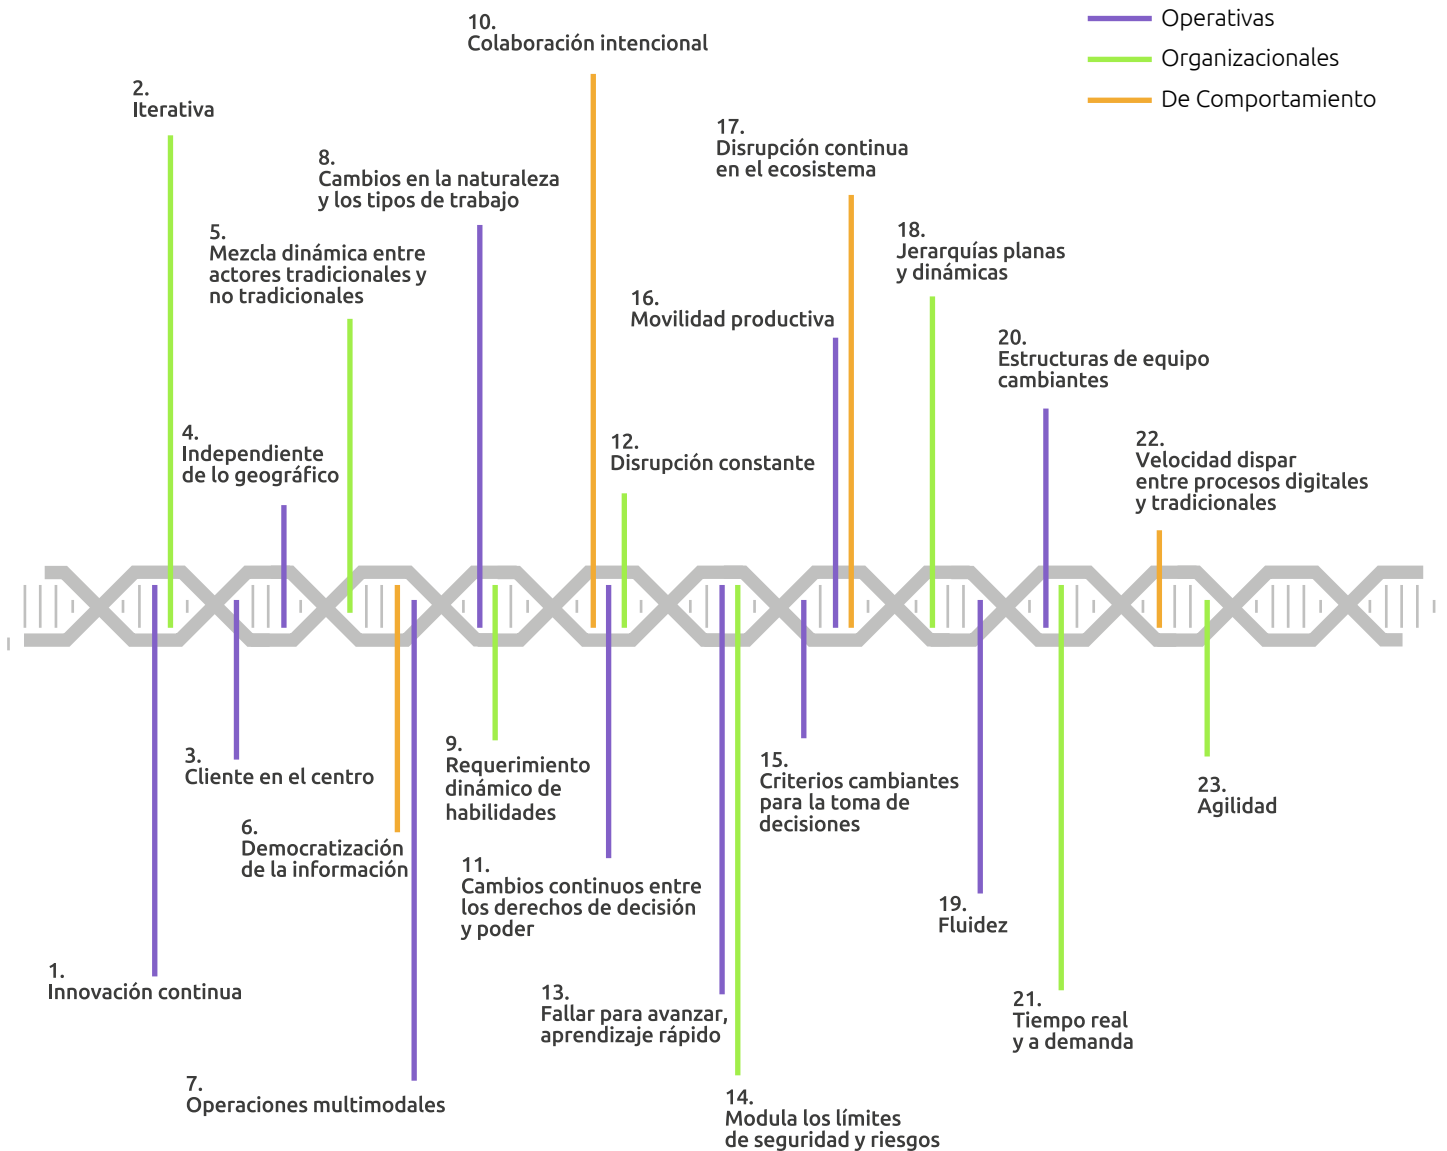 10.
Colaboración intencional
Operativas
Organizacionales
De Comportamiento
2.
Iterativa
17.
Disrupción continua
en el ecosistema
8.
Cambios en la naturaleza
y los tipos de trabajo
5.
Mezcla dinámica entre
actores tradicionales y
no tradicionales
18.
Jerarquías planas
y dinámicas
16.
Movilidad productiva
20.
Estructuras de equipo
cambiantes
4.
Independiente
de lo geográfico
12.
Disrupción constante
22.
Velocidad dispar
entre procesos digitales
y tradicionales
3.
Cliente en el centro
9.
Requerimiento
dinámico de
habilidades
15.
Criterios cambiantes
para la toma de
decisiones
23.
Agilidad
6.
Democratización
de la información
11.
Cambios continuos entre
los derechos de decisión
y poder
19.
Fluidez
1.
Innovación continua
13.
Fallar para avanzar,
aprendizaje rápido
21.
Tiempo real
y a demanda
7.
Operaciones multimodales
14.
Modula los límites
de seguridad y riesgos